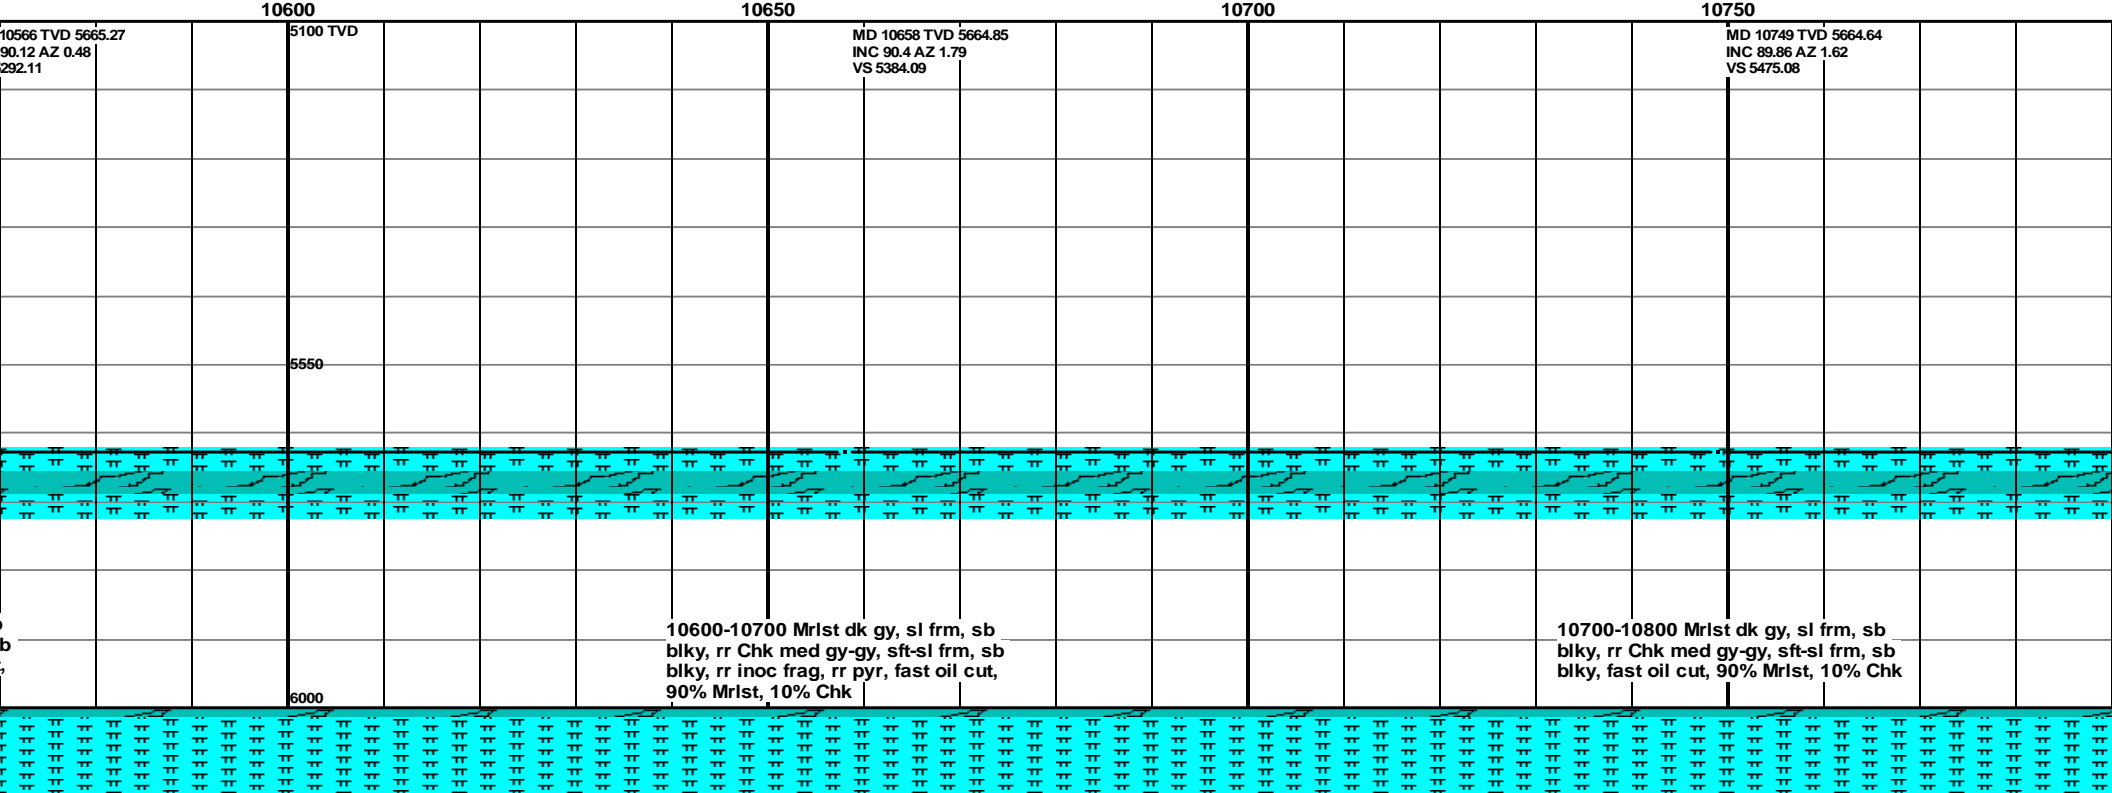 10600
10650
10700
10750
10566 TVD 5665.27
90.12 AZ 0.48
292.11
5100 TVD
MD 10658 TVD 5664.85
INC 90.4 AZ 1.79
VS 5384.09
MD 10749 TVD 5664.64
INC 89.86 AZ 1.62
VS 5475.08
5550
b
10600-10700 Mrlst dk gy, sl frm, sb
blky, rr Chk med gy-gy, sft-sl frm, sb
blky, rr inoc frag, rr pyr, fast oil cut,
90% Mrlst, 10% Chk
10700-10800 Mrlst dk gy, sl frm, sb
blky, rr Chk med gy-gy, sft-sl frm, sb
blky, fast oil cut, 90% Mrlst, 10% Chk
6000